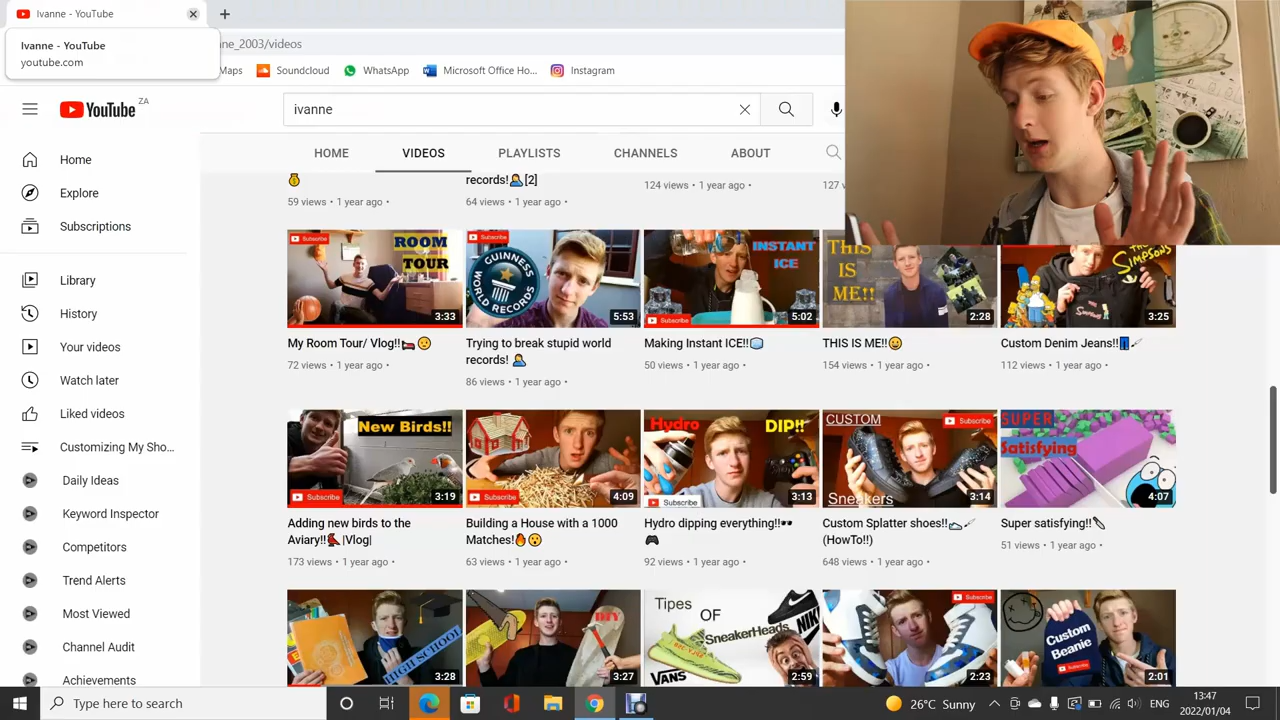 Ivanne - YouTube
Ivanne - YouTube
youtube.com
ne_2003/videos
Maps
Soundcloud
WhatsApp
Microsoft Office Ho...
Instagram
YouTube
ZA
ivanne
HOME
VIDEOS
PLAYLISTS
CHANNELS
ABOUT
Home
Explore
Subscriptions
Library
History
Your videos
Watch later
Liked videos
Customizing My Sho...
Daily Ideas
Keyword Inspector
Competitors
Trend Alerts
Most Viewed
Channel Audit
Achievements
records! [2]
59 views • 1 year ago •
64 views • 1 year ago •
124 views • 1 year ago •
127
Subscribe
ROOM
TOUR
3:33
Subscribe
GUINNESS
WORLD RECORDS
5:53
INSTANT
ICE
Subscribe
5:02
THIS
IS
ME!!
2:28
THE
Simpsons
3:25
My Room Tour/ Vlog!!
72 views • 1 year ago •
Trying to break stupid world
records!
86 views • 1 year ago •
Making Instant ICE!!
50 views • 1 year ago •
THIS IS ME!!
154 views • 1 year ago •
Custom Denim Jeans!!
112 views • 1 year ago •
New Birds!!
Subscribe
3:19
Subscribe
4:09
Hydro
DIP!!
Subscribe
3:13
CUSTOM
Subscribe
Sneakers
3:14
SUPER
Satisfying
4:07
Adding new birds to the
Aviary!! |Vlog|
173 views • 1 year ago •
Building a House with a 1000
Matches!
63 views • 1 year ago •
Hydro dipping everything!!
92 views • 1 year ago •
Custom Splatter shoes!!
(HowTo!!)
648 views • 1 year ago •
Super satisfying!!
51 views • 1 year ago •
HIGH SCHOOL
3:28
DIY
3:27
Tipes
OF
SneakerHeads
NIKE
VANS
2:59
Subscribe
2:23
Custom
Beanie
Subscribe
2:01
Type here to search
26°C Sunny
ENG
13:47
2022/01/04